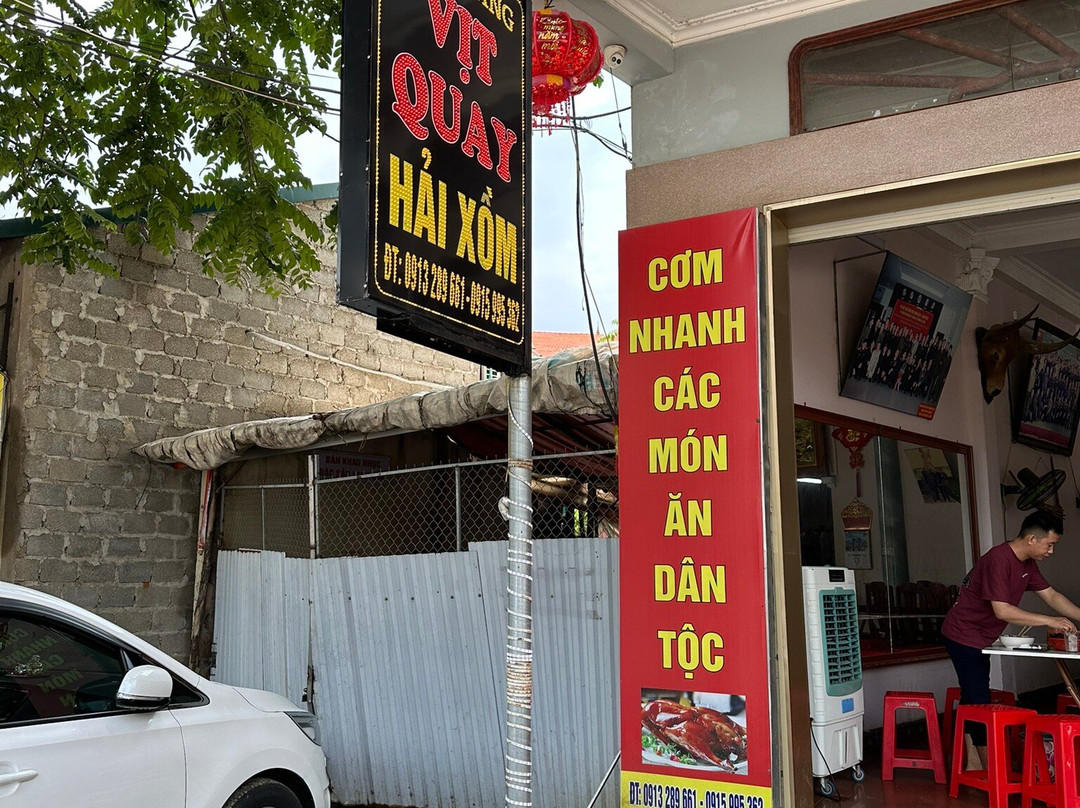 VỊT
QUAY
HẢI XỒM
ĐT: 0913 289 661 - 0915 995 362
CƠM
NHANH
CÁC
MÓN
ĂN
DÂN
TỘC
ĐT: 0913 289 661 - 0915 995 362